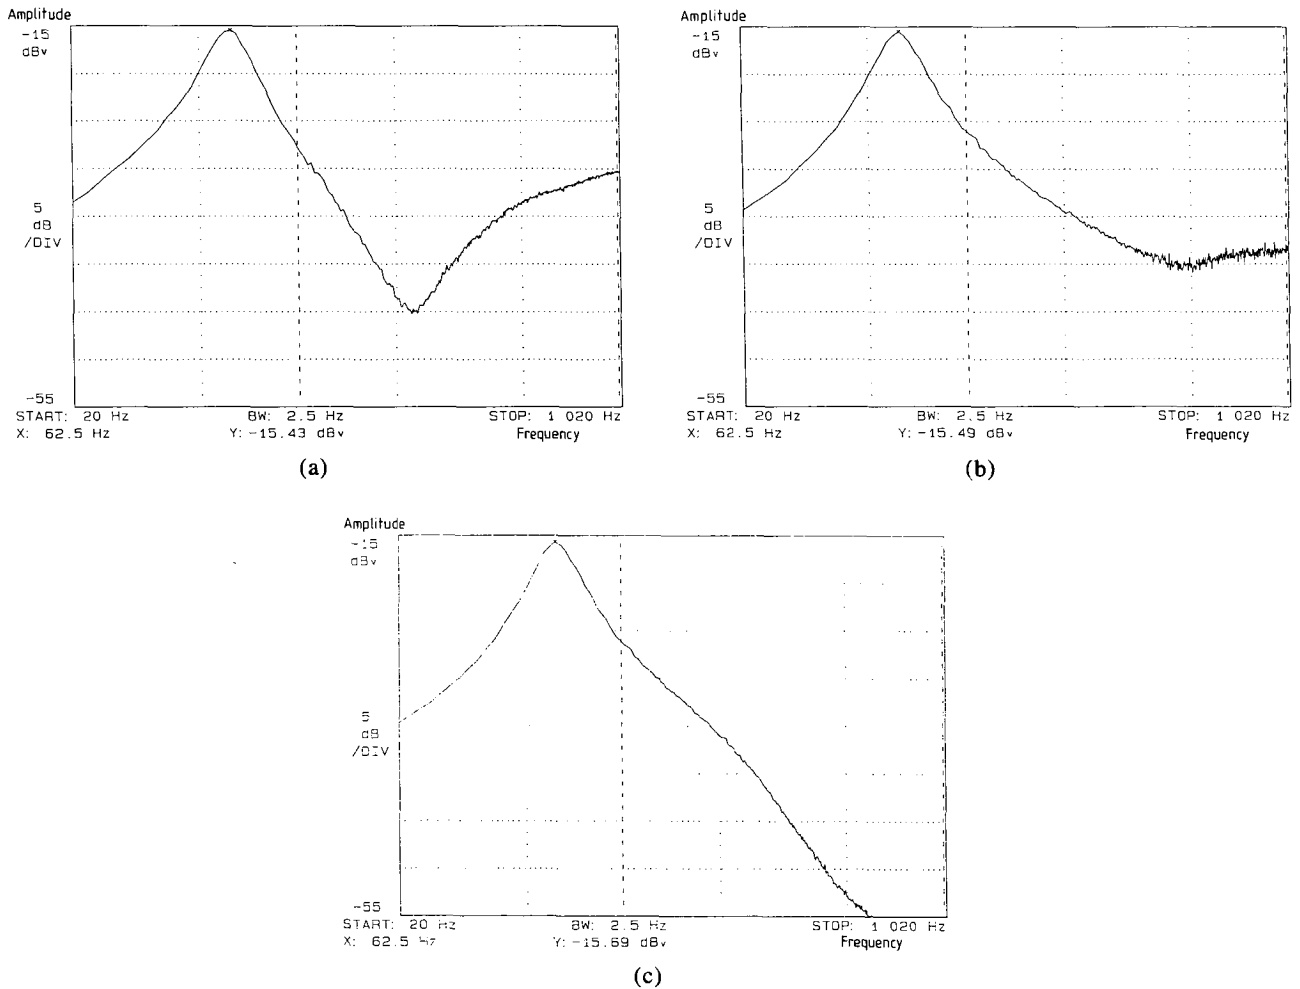 Amplitude
-15
dBv
5
dB
/DIV
-55
START: 20 Hz BW: 2.5 Hz STOP: 1 020 Hz
X: 62.5 Hz Y: -15.43 dBv Frequency
(a)
Amplitude
-15
dBv
5
dB
/DIV
-55
START: 20 Hz BW: 2.5 Hz STOP: 1 020 Hz
X: 62.5 Hz Y: -15.49 dBv Frequency
(b)
Amplitude
-15
dBv
5
dB
/DIV
-55
START: 20 Hz BW: 2.5 Hz STOP: 1 020 Hz
X: 62.5 Hz Y: -15.69 dBv Frequency
(c)